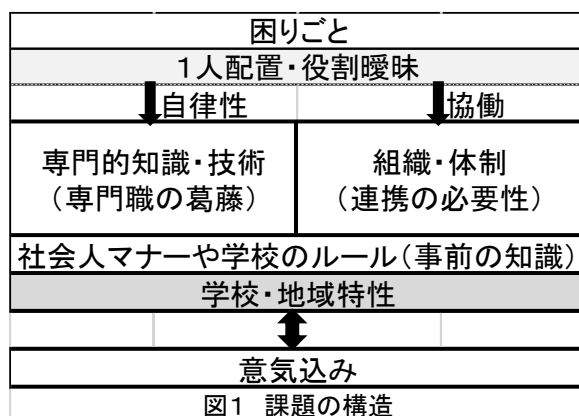 困りごと
1人配置・役割曖昧
自律性
協働
専門的知識・技術
（専門職の葛藤）
組織・体制
（連携の必要性）
社会人マナーや学校のルール（事前の知識）
学校・地域特性
意気込み
図1 課題の構造